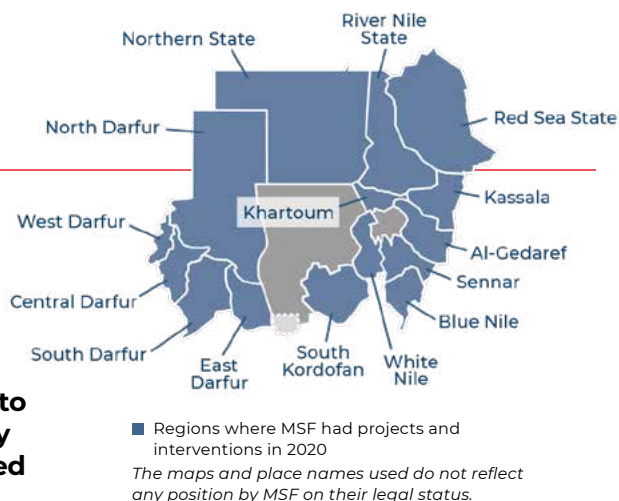 River Nile
State
Northern State
Red Sea State
North Darfur
Kassala
Khartoum
West Darfur
Al-Gedaref
Sennar
Central Darfur
Blue Nile
South Darfur
East
Darfur
South
Kordofan
White
Nile
to
y
ed
Regions where MSF had projects and
interventions in 2020
The maps and place names used do not reflect
any position by MSF on their legal status.